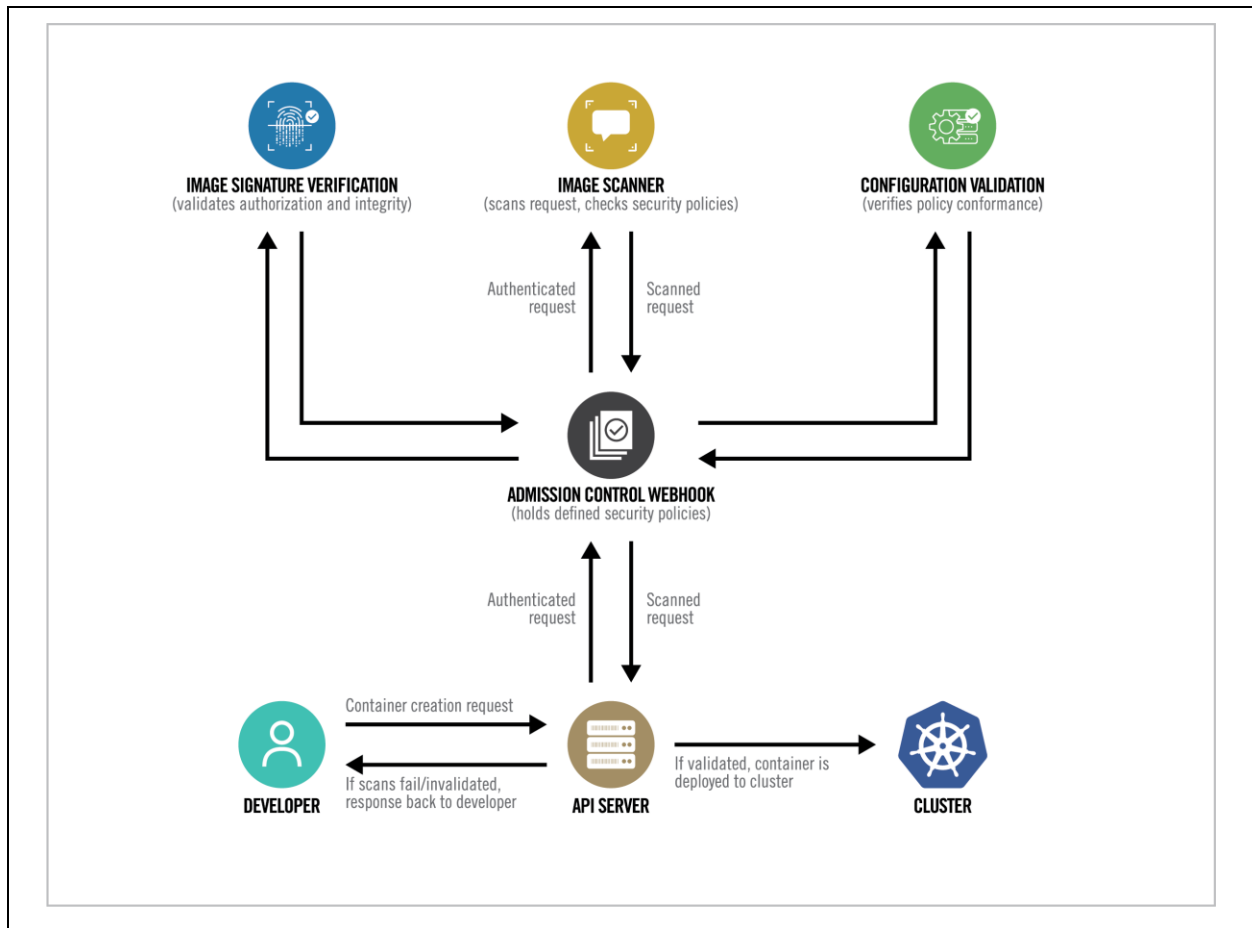 IMAGE SIGNATURE VERIFICATION
(validates authorization and integrity)
IMAGE SCANNER
(scans request, checks security policies)
CONFIGURATION VALIDATION
(verifies policy conformance)
Authenticated
request
Scanned
request
ADMISSION CONTROL WEBHOOK
(holds defined security policies)
Authenticated
request
Scanned
request
Container creation request
If scans fail/invalidated,
response back to developer
DEVELOPER
API SERVER
If validated, container is
deployed to cluster
CLUSTER